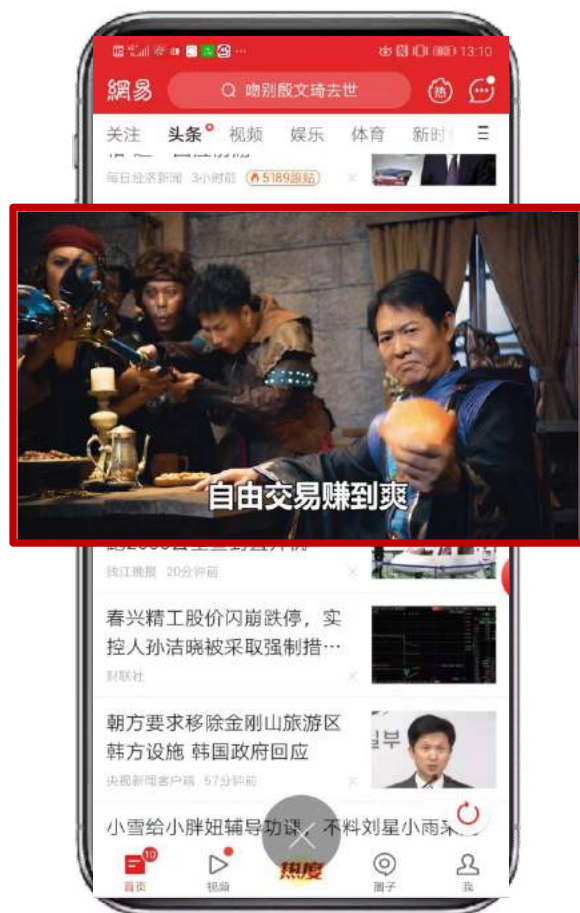 13:10
網易
吻别殷文琦去世
热
关注 头条 视频 娱乐 体育 新时
每日经济新闻 3小时前 5189跟贴
自由交易赚到爽
钱江晚报 20分钟前
春兴精工股价闪崩跌停，实
控人孙洁晓被采取强制措…
财联社
朝方要求移除金刚山旅游区
韩方设施 韩国政府回应
央视新闻客户端 57分钟前
小雪给小胖妞辅导功课，不料刘星小雨来
10
首页 视频 热度 圈子 我